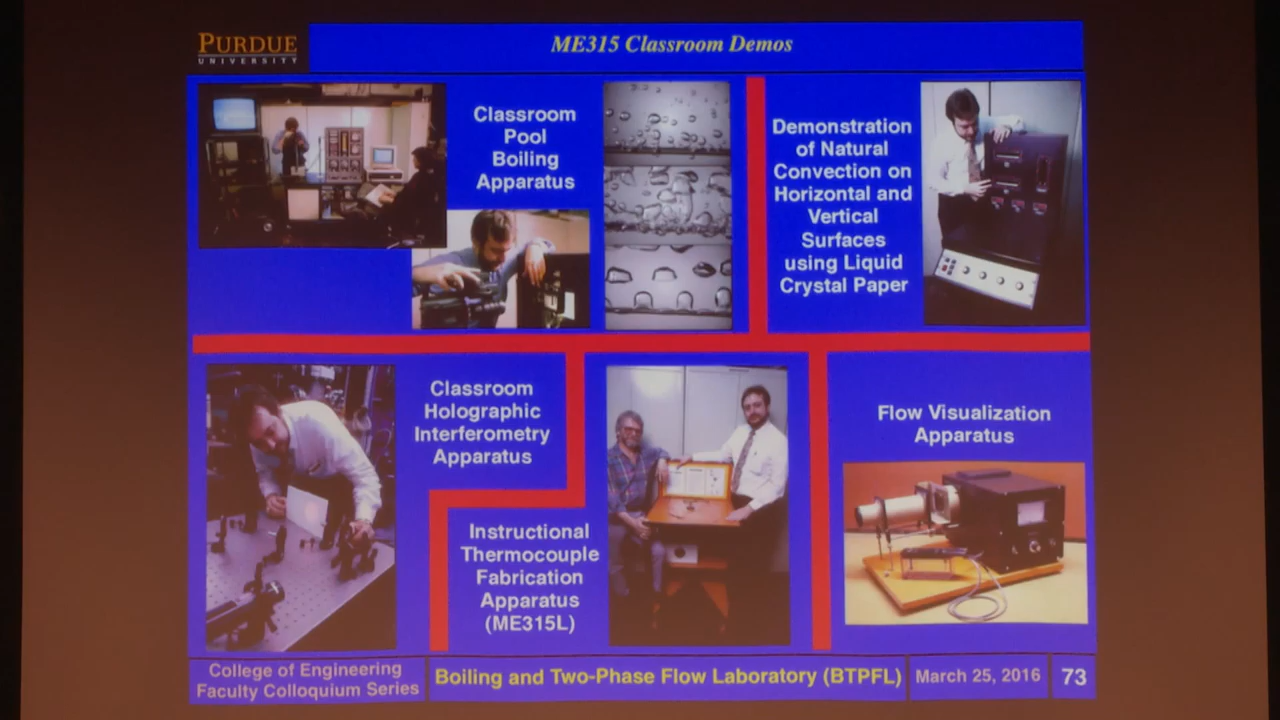 PURDUE
UNIVERSITY
ME315 Classroom Demos
Classroom
Pool
Boiling
Apparatus
Demonstration
of Natural
Convection on
Horizontal and
Vertical
Surfaces
using Liquid
Crystal Paper
Classroom
Holographic
Interferometry
Apparatus
Instructional
Thermocouple
Fabrication
Apparatus
(ME315L)
Flow Visualization
Apparatus
College of Engineering
Faculty Colloquium Series
Boiling and Two-Phase Flow Laboratory (BTPFL)
March 25, 2016
73